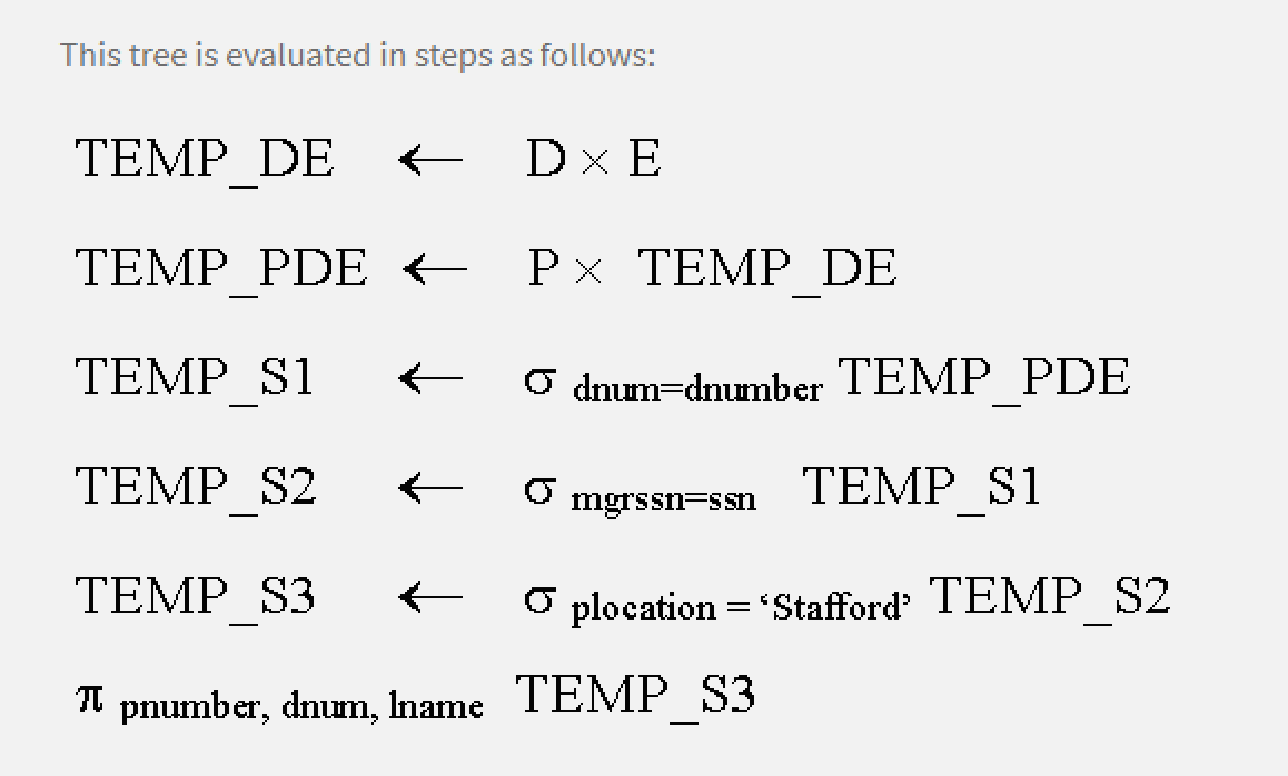 This tree is evaluated in steps as follows:
TEMP_DE ← D × E
TEMP_PDE ← P × TEMP_DE
TEMP_S1 ← σ dnum=dnumber TEMP_PDE
TEMP_S2 ← σ mgrssn=ssn TEMP_S1
TEMP_S3 ← σ plocation = ‘Stafford’ TEMP_S2
π pnumber, dnum, lname TEMP_S3